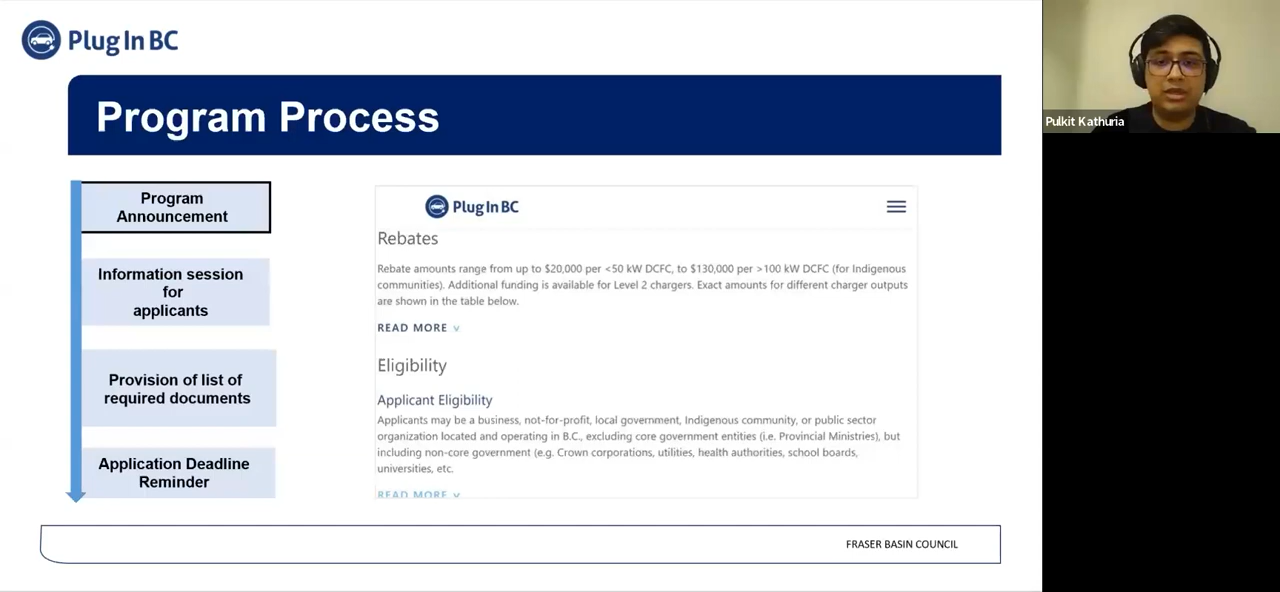 Plug In BC
Program Process
Program
Announcement
Information session
for
applicants
Provision of list of
required documents
Application Deadline
Reminder
Plug In BC
Rebates
Rebate amounts range from up to $20,000 per <50 kW DCFC, to $130,000 per >100 kW DCFC (for Indigenous
communities). Additional funding is available for Level 2 chargers. Exact amounts for different charger outputs
are shown in the table below.
READ MORE v
Eligibility
Applicant Eligibility
Applicants may be a business, not-for-profit, local government, Indigenous community, or public sector
organization located and operating in B.C., excluding core government entities (i.e. Provincial Ministries), but
including non-core government (e.g. Crown corporations, utilities, health authorities, school boards,
universities, etc.
READ MORE v
FRASER BASIN COUNCIL
Pulkit Kathuria